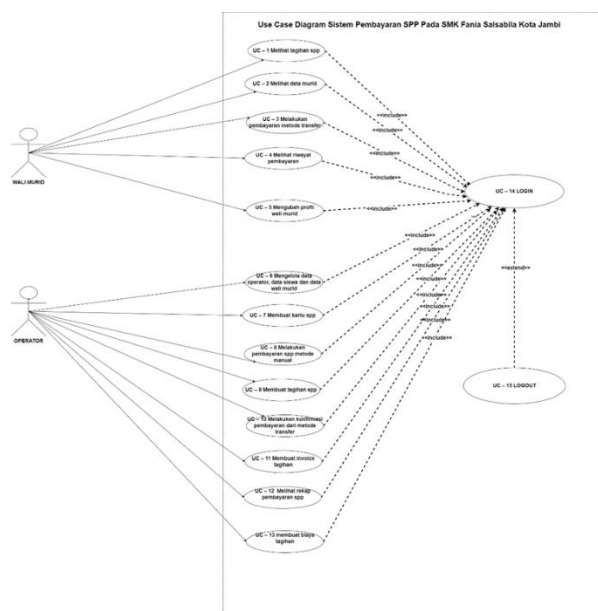 Use Case Diagram Sistem Pembayaran SPP Pada SMK Fania Salsabila Kota Jambi
UC – 1 Melihat tagihan spp
UC – 2 Melihat data murid
UC – 3 Melakukan
pembayaran metode transfer
UC – 4 Melihat riwayat
pembayaran
UC – 5 Mengubah profil
wali murid
WALI MURID
<<include>>
<<include>>
<<include>>
<<include>>
<<include>>
UC – 14 LOGIN
UC – 6 Mengelola data
operator, data siswa dan data
wali murid
UC – 7 Membuat kartu spp
UC – 8 Melakukan
pembayaran spp metode
manual
UC – 9 Membuat tagihan spp
UC – 10 Melakukan konfirmasi
pembayaran dari metode
transfer
UC – 11 Membuat invoice
tagihan
UC – 12 Melihat rekap
pembayaran spp
UC – 13 membuat biaya
tagihan
OPERATOR
<<include>>
<<include>>
<<include>>
<<include>>
<<include>>
<<include>>
<<include>>
<<include>>
<<extend>>
UC – 15 LOGOUT